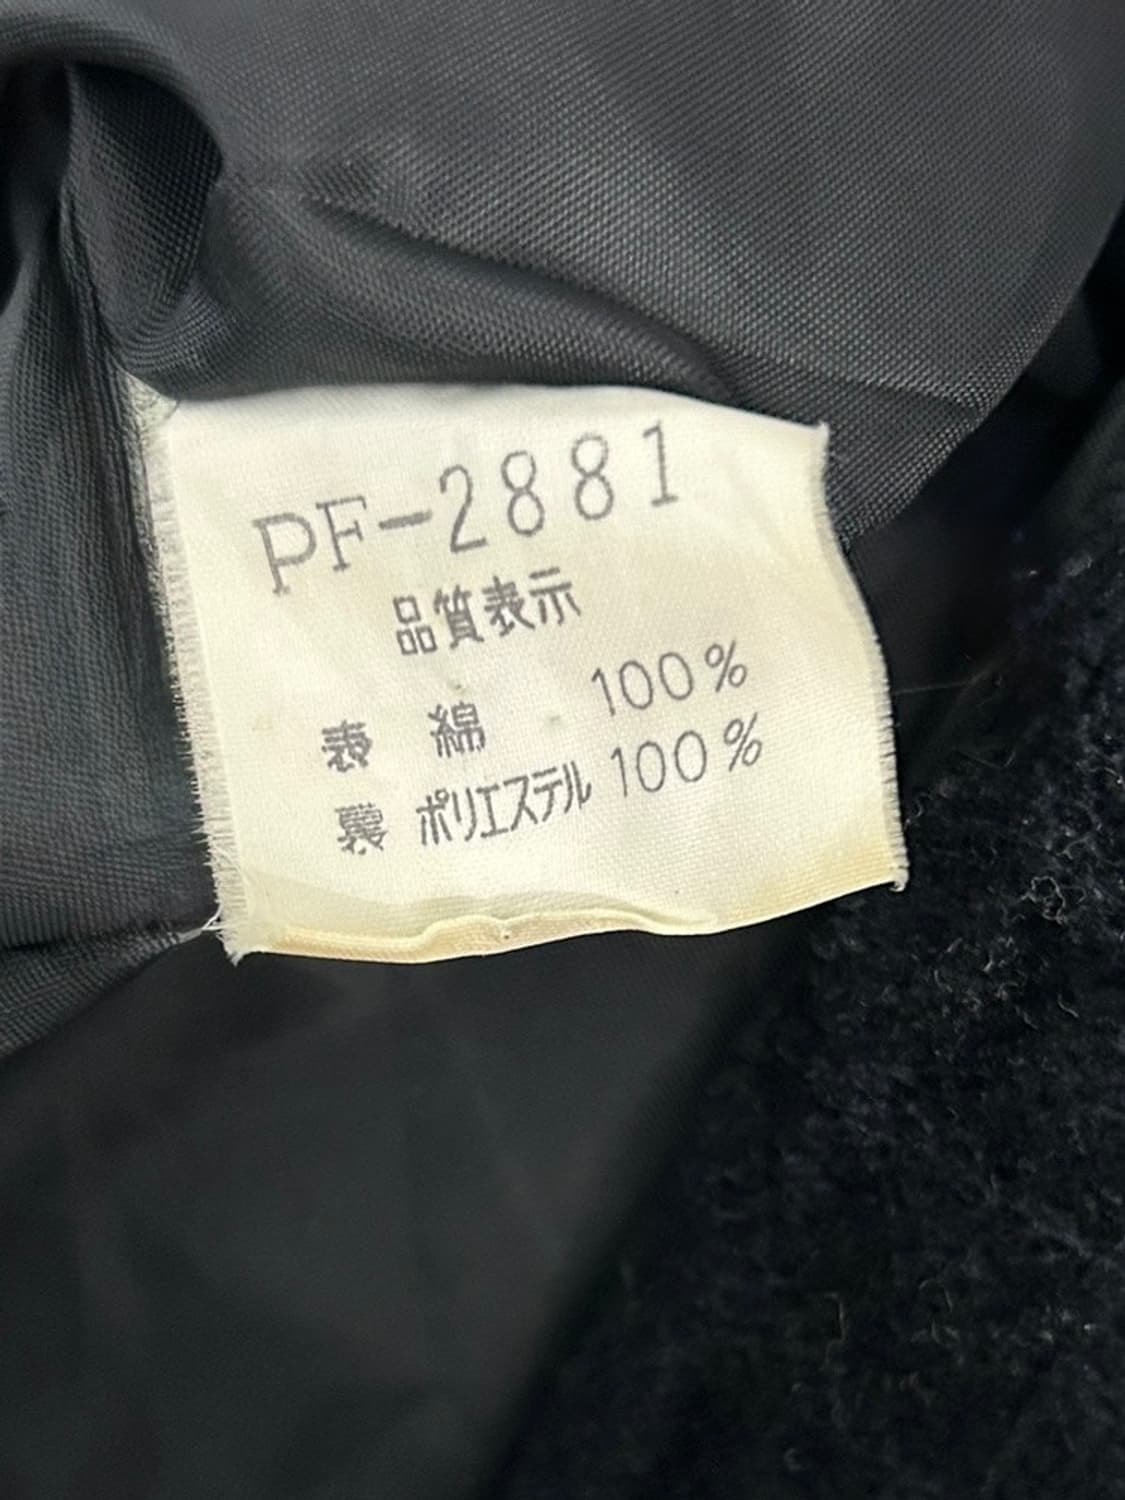 PF-2881
品質表示
表 綿 100%
裏 ポリエステル 100%